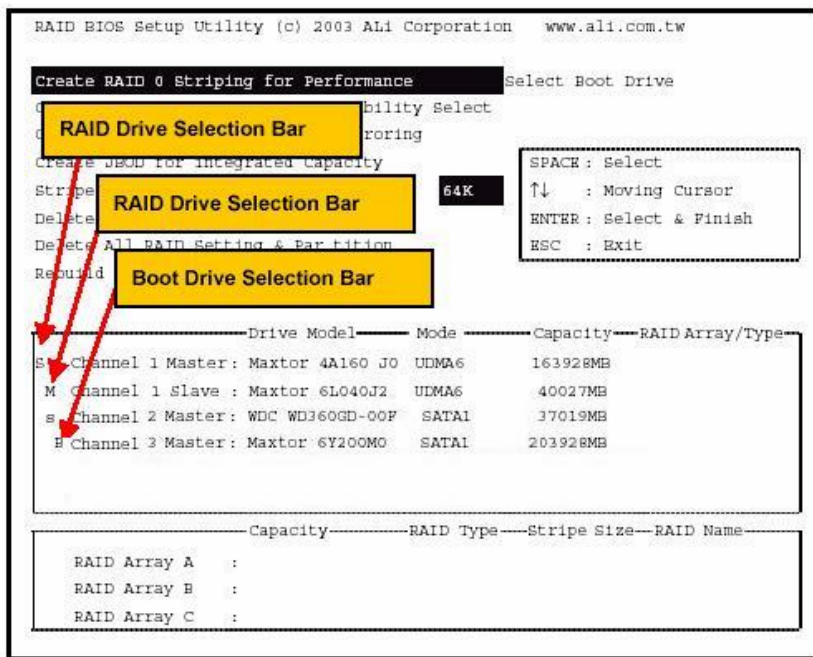 RAID BIOS Setup Utility (c) 2003 ALi Corporation www.ali.com.tw
Create RAID 0 Striping for Performance Select Boot Drive
bility Select
RAID Drive Selection Bar
roring
Create JBOD for Integrated Capacity
SPACE : Select
Stripe
64K
↑↓ : Moving Cursor
RAID Drive Selection Bar
Delete
ENTER : Select & Finish
Delete All RAID Setting & Par tition
ESC : Exit
Rebuild
Boot Drive Selection Bar
Drive Model Mode Capacity RAID Array/Type
S Channel 1 Master: Maxtor 4A160 J0 UDMA6 163928MB
M Channel 1 Slave : Maxtor 6L040J2 UDMA6 40027MB
s Channel 2 Master: WDC WD360GD-00F SATA1 37019MB
B Channel 3 Master: Maxtor 6Y200M0 SATA1 203928MB
Capacity RAID Type Stripe Size RAID Name
RAID Array A :
RAID Array B :
RAID Array C :